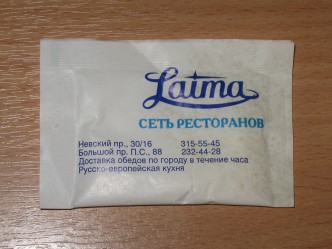 Laima
СЕТЬ РЕСТОРАНОВ
Невский пр., 30/16 315-55-45
Большой пр. П.С., 88 232-44-28
Доставка обедов по городу в течение часа
Русско-европейская кухня